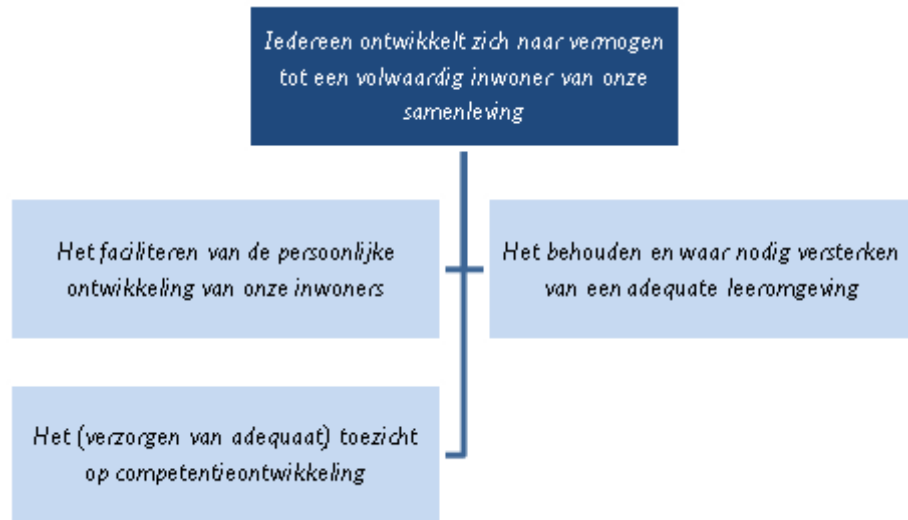 Iedereen ontwikkelt zich naar vermogen
tot een volwaardig inwoner van onze
samenleving
Het faciliteren van de persoonlijke
ontwikkeling van onze inwoners
Het behouden en waar nodig versterken
van een adequate leeromgeving
Het (verzorgen van adequaat) toezicht
op competentieontwikkeling